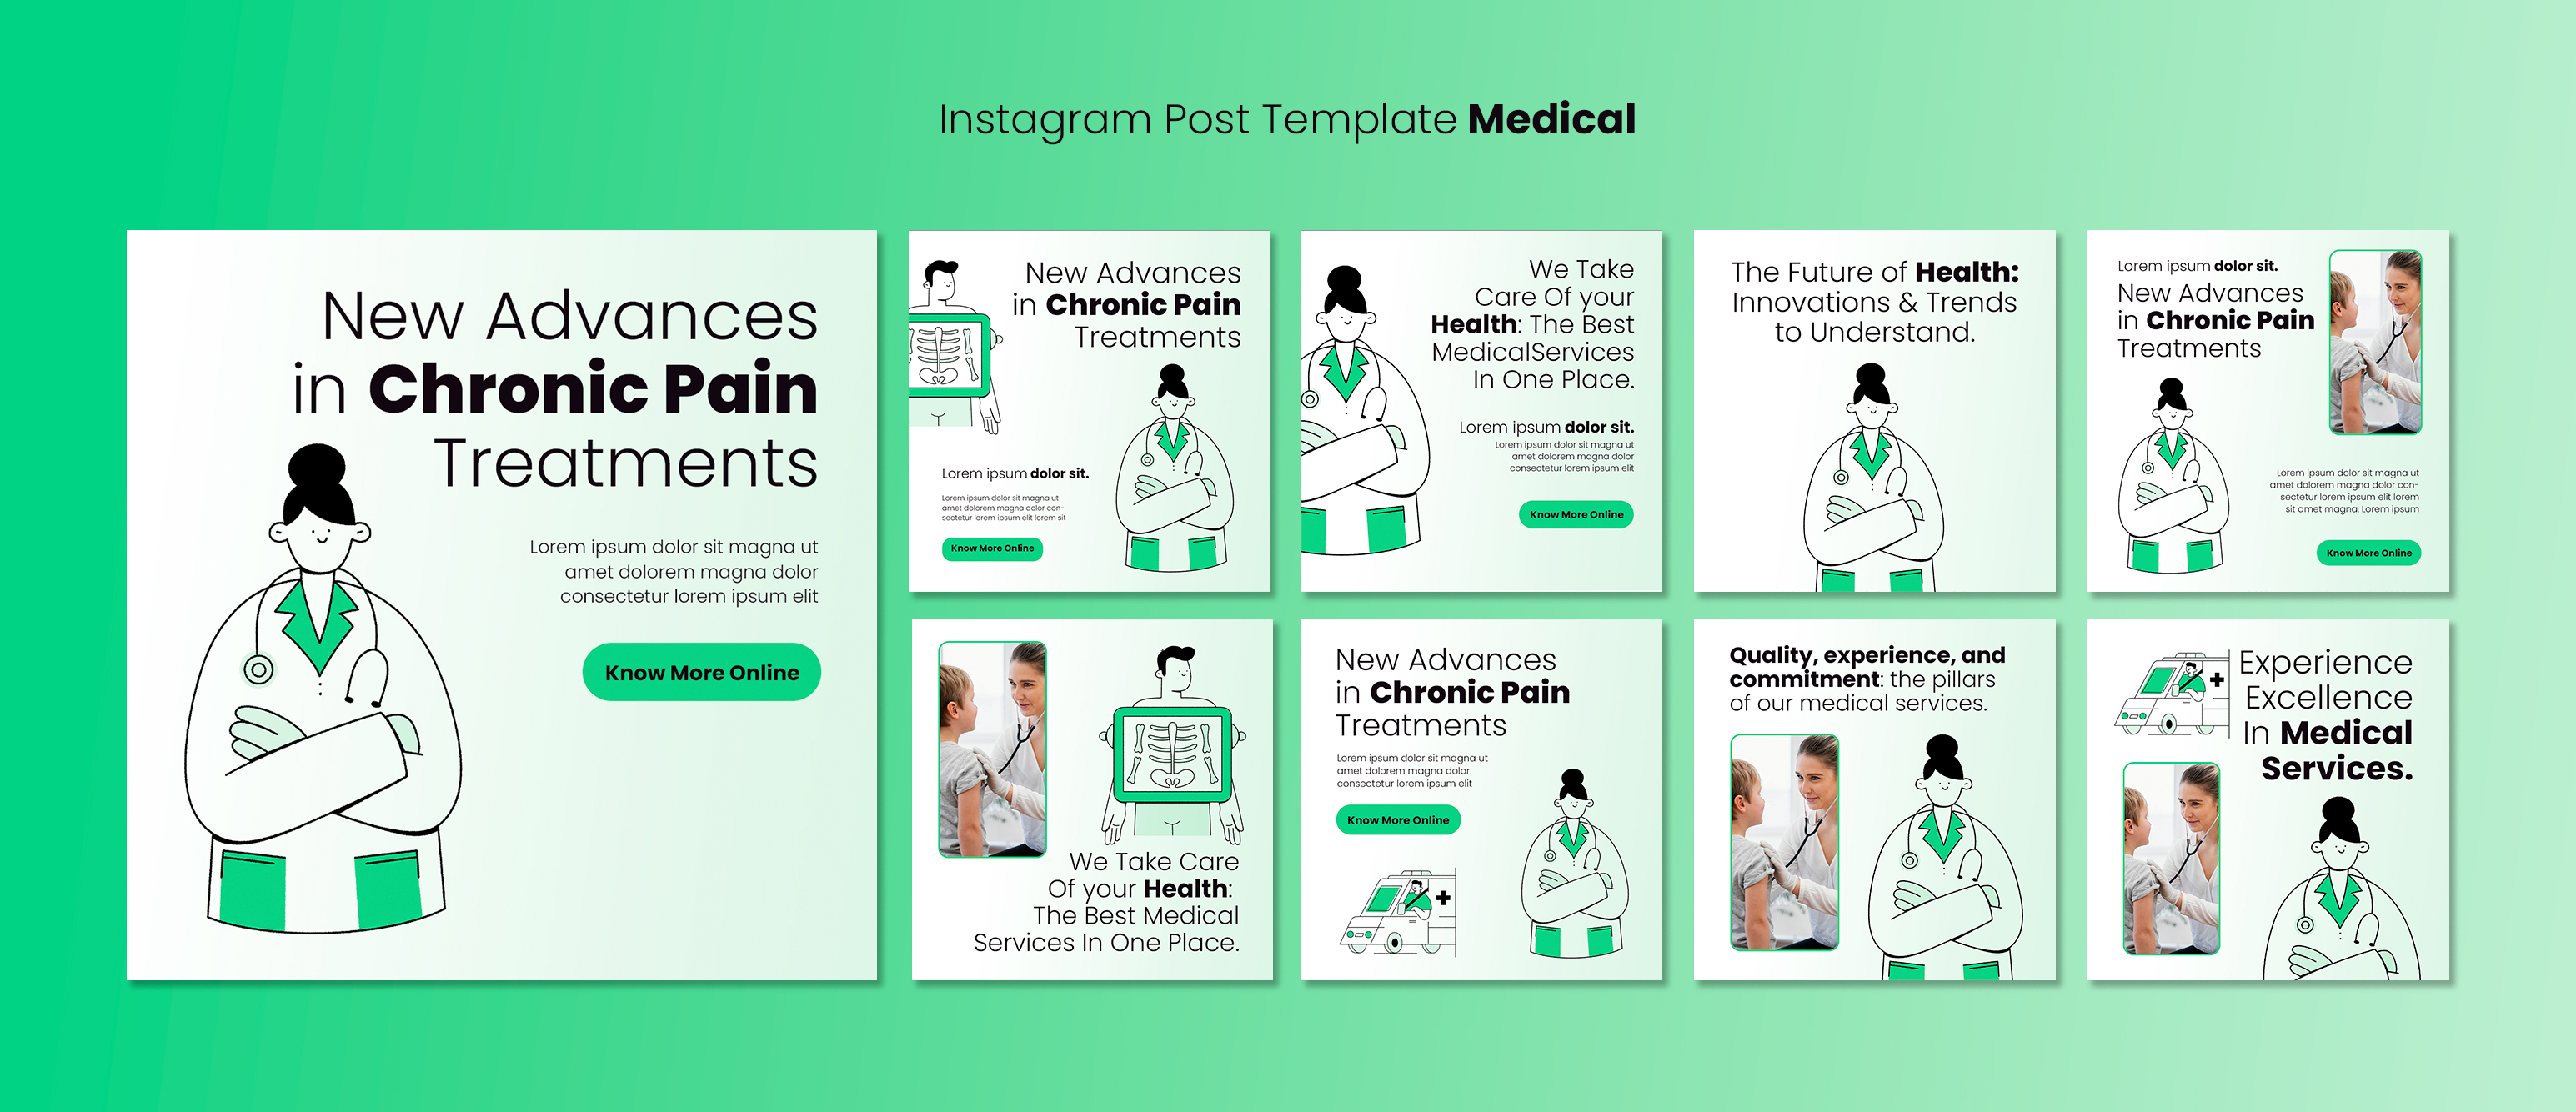 Instagram Post Template Medical
New Advances
in Chronic Pain
Treatments
Lorem ipsum dolor sit magna ut
amet dolorem magna dolor
consectetur lorem ipsum elit
Know More Online
New Advances
in Chronic Pain
Treatments
Lorem ipsum dolor sit.
Lorem ipsum dolor sit magna ut
amet dolorem magna dolor con-
sectetur lorem ipsum elit lorem sit
Know More Online
We Take
Care Of your
Health: The Best
MedicalServices
In One Place.
Lorem ipsum dolor sit.
Lorem ipsum dolor sit magna ut
amet dolorem magna dolor
consectetur lorem ipsum elit
Know More Online
The Future of Health:
Innovations & Trends
to Understand.
Lorem ipsum dolor sit.
New Advances
in Chronic Pain
Treatments
Lorem ipsum dolor sit magna ut
amet dolorem magna dolor con-
sectetur lorem ipsum elit lorem
sit amet magna. Lorem ipsum
Know More Online
We Take Care
Of your Health:
The Best Medical
Services In One Place.
New Advances
in Chronic Pain
Treatments
Lorem ipsum dolor sit magna ut
amet dolorem magna dolor
consectetur lorem ipsum elit
Know More Online
Quality, experience, and
commitment: the pillars
of our medical services.
Experience
Excellence
In Medical
Services.